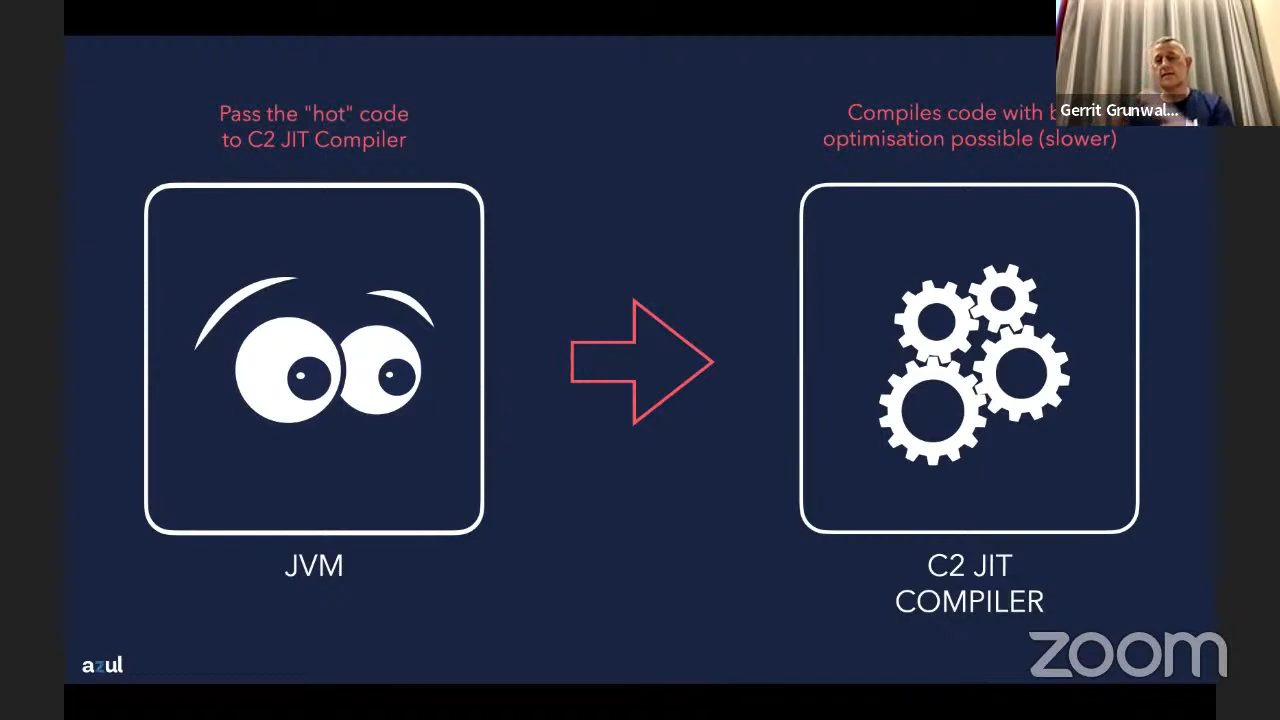 Pass the "hot" code
to C2 JIT Compiler
Compiles code with
optimisation possible (slower)
Gerrit Grunwal...
JVM
C2 JIT
COMPILER
azul
zoom